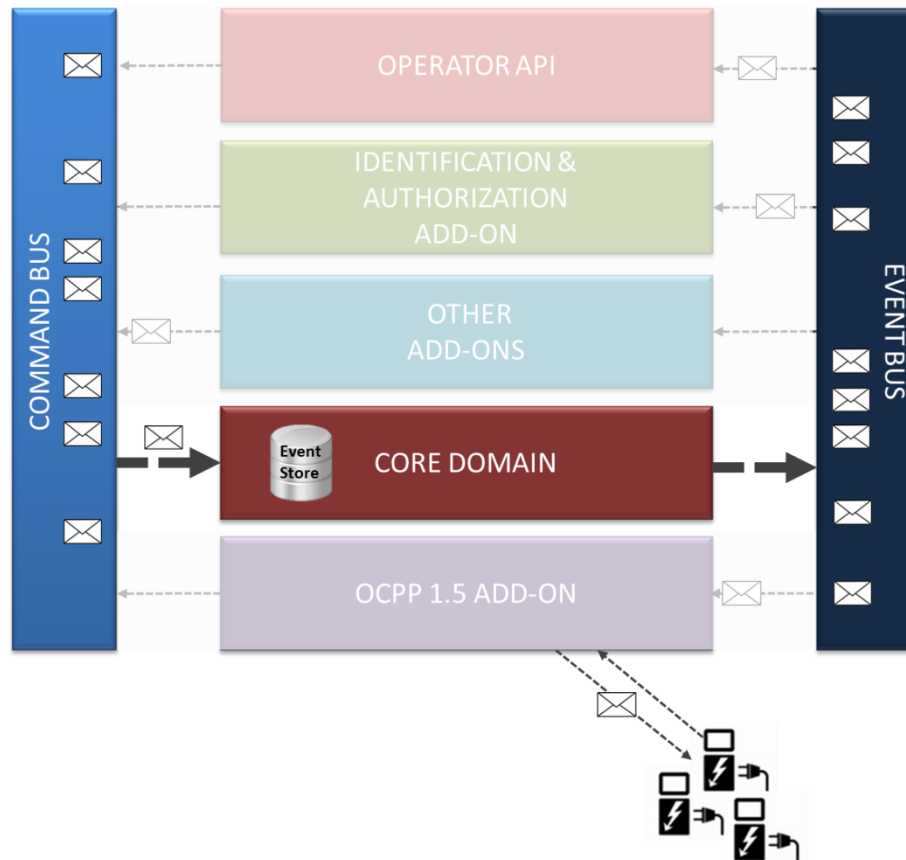 COMMAND BUS
OPERATOR API
IDENTIFICATION &
AUTHORIZATION
ADD-ON
OTHER
ADD-ONS
Event
Store
CORE DOMAIN
OCPP 1.5 ADD-ON
EVENT BUS